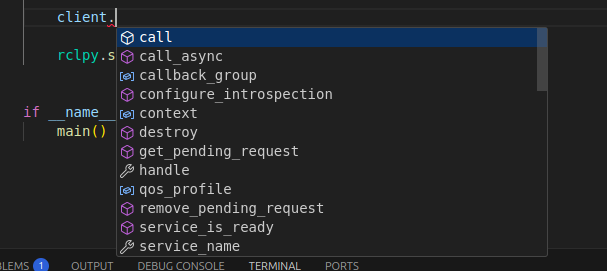 client.
call
rclpy.s
call_async
callback_group
configure_introspection
if __name__
context
main()
destroy
get_pending_request
handle
qos_profile
remove_pending_request
service_is_ready
service_name
BLEMS 1 OUTPUT DEBUG CONSOLE TERMINAL PORTS